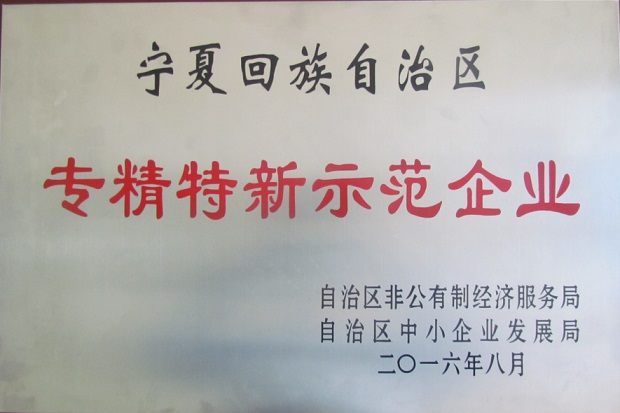 宁夏回族自治区
专精特新示范企业
自治区非公有制经济服务局
自治区中小企业发展局
二〇一六年八月